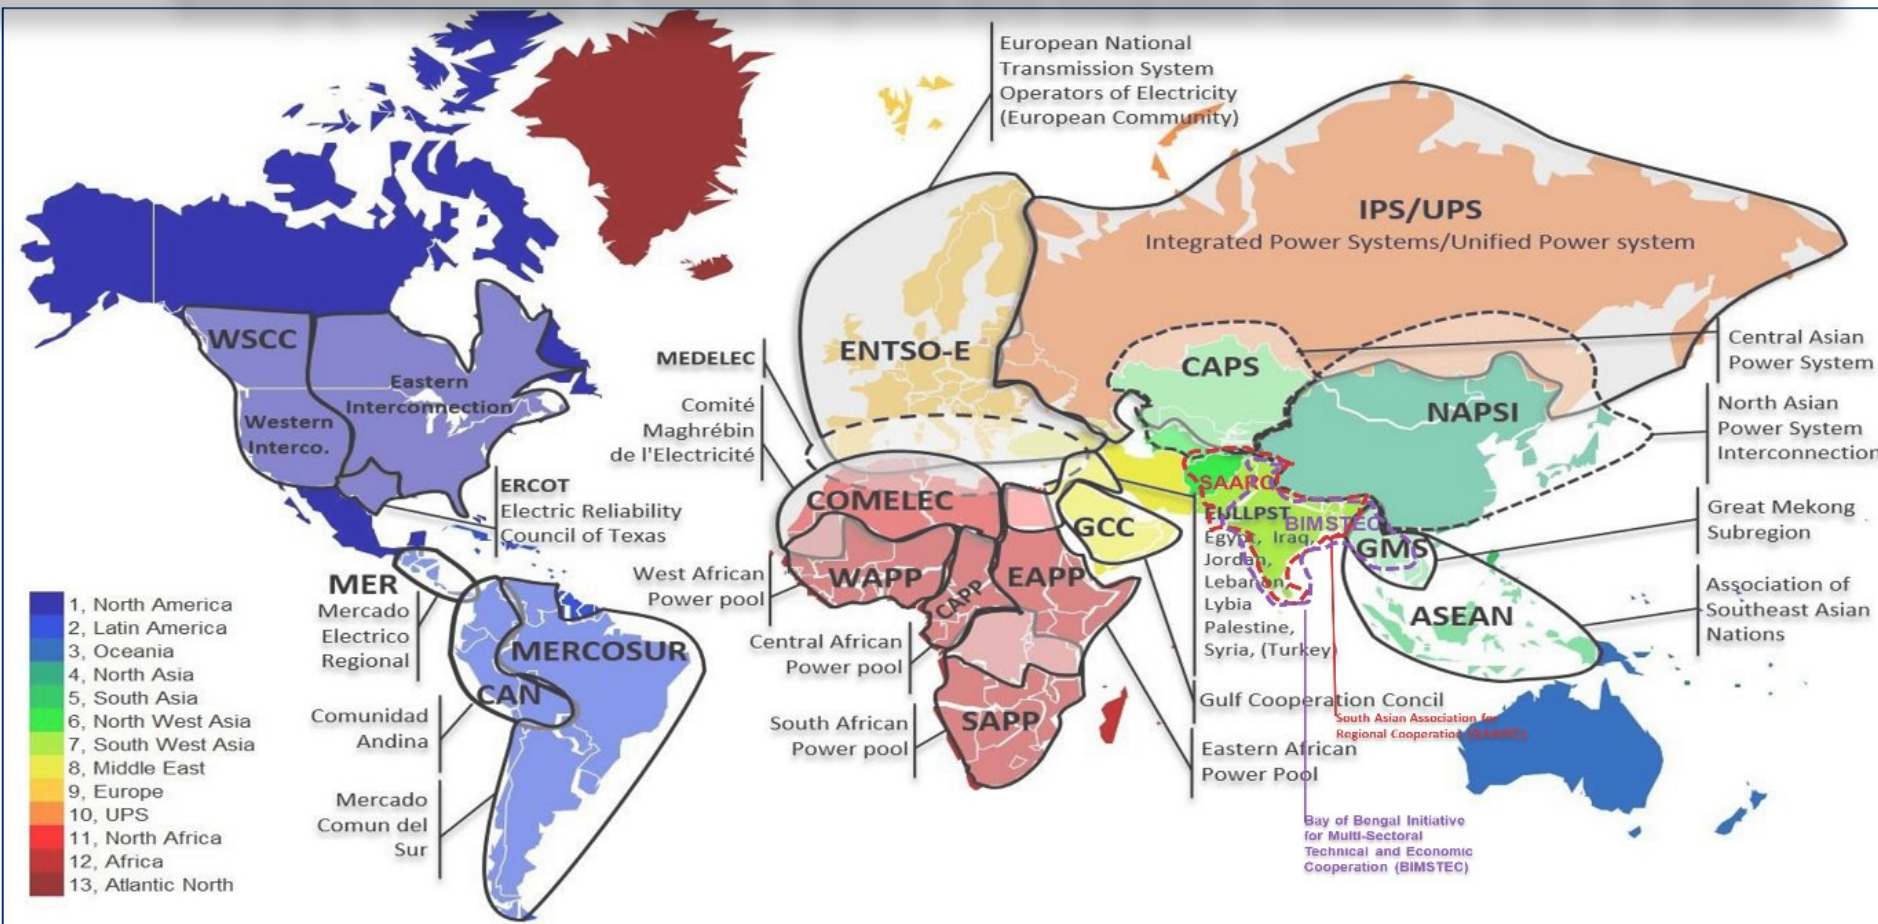 European National
Transmission System
Operators of Electricity
(European Community)
IPS/UPS
Integrated Power Systems/Unified Power system
WSCC
Eastern
Interconnection
Western
Interco.
ERCOT
Electric Reliability
Council of Texas
MEDELEC
Comité
Maghrébin
de l'Electricité
ENTSO-E
CAPS
NAPSI
Central Asian
Power System
North Asian
Power System
Interconnection
Great Mekong
Subregion
Association of
Southeast Asian
Nations
COMELEC
GCC
SAARC
EIJLLPST
BIMSTEC
Egypt, Iraq,
Jordan,
Lebanon
Lybia
Palestine,
Syria, (Turkey)
GMS
ASEAN
MER
Mercado
Electrico
Regional
West African
Power pool
WAPP
CAPP
EAPP
Central African
Power pool
MERCOSUR
CAN
Comunidad
Andina
South African
Power pool
SAPP
Gulf Cooperation Concil
South Asian Association for
Regional Cooperation (SAARC)
Eastern African
Power Pool
Mercado
Comun del
Sur
Bay of Bengal Initiative
for Multi-Sectoral
Technical and Economic
Cooperation (BIMSTEC)
1, North America
2, Latin America
3, Oceania
4, North Asia
5, South Asia
6, North West Asia
7, South West Asia
8, Middle East
9, Europe
10, UPS
11, North Africa
12, Africa
13, Atlantic North